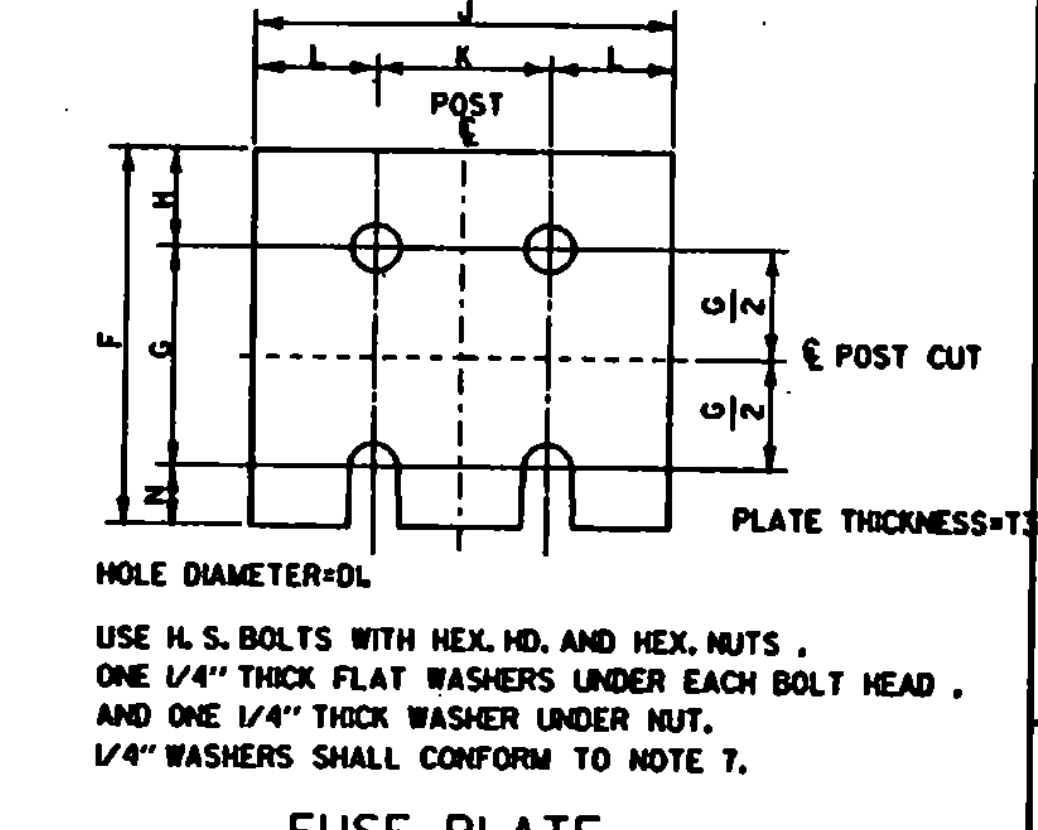 J
L K L
POST
℄
H
G/2
F G
℄ POST CUT
G/2
N
PLATE THICKNESS=T3
HOLE DIAMETER=DL
USE H. S. BOLTS WITH HEX. HD. AND HEX. NUTS .
ONE 1/4" THICK FLAT WASHERS UNDER EACH BOLT HEAD .
AND ONE 1/4" THICK WASHER UNDER NUT.
1/4" WASHERS SHALL CONFORM TO NOTE 7.
FUSE PLATE